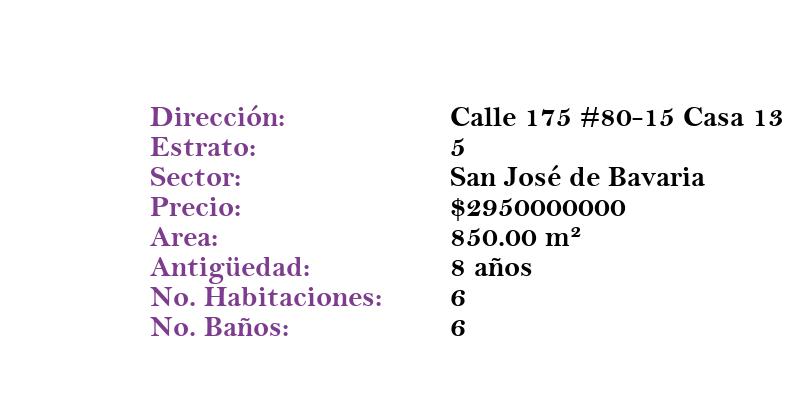 Dirección: Calle 175 #80-15 Casa 13
Estrato: 5
Sector: San José de Bavaria
Precio: $2950000000
Area: 850.00 m²
Antigüedad: 8 años
No. Habitaciones: 6
No. Baños: 6